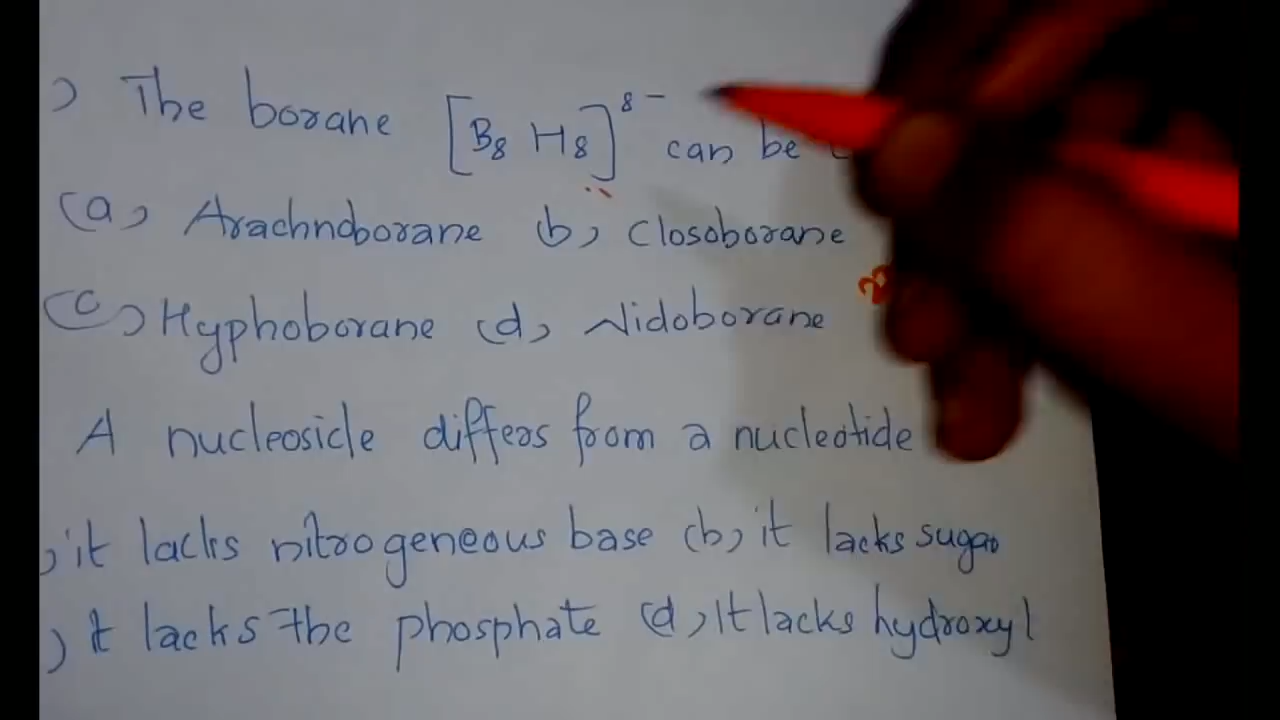 ) The borane [B8 H8]8- can be
(a) Arachnoborane (b) Closoborane
(c) Hyphoborane (d) Nidoborane
A nucleoside differs from a nucleotide
) it lacks nitrogeneous base (b) it lacks sugar
) it lacks the phosphate (d) It lacks hydroxyl